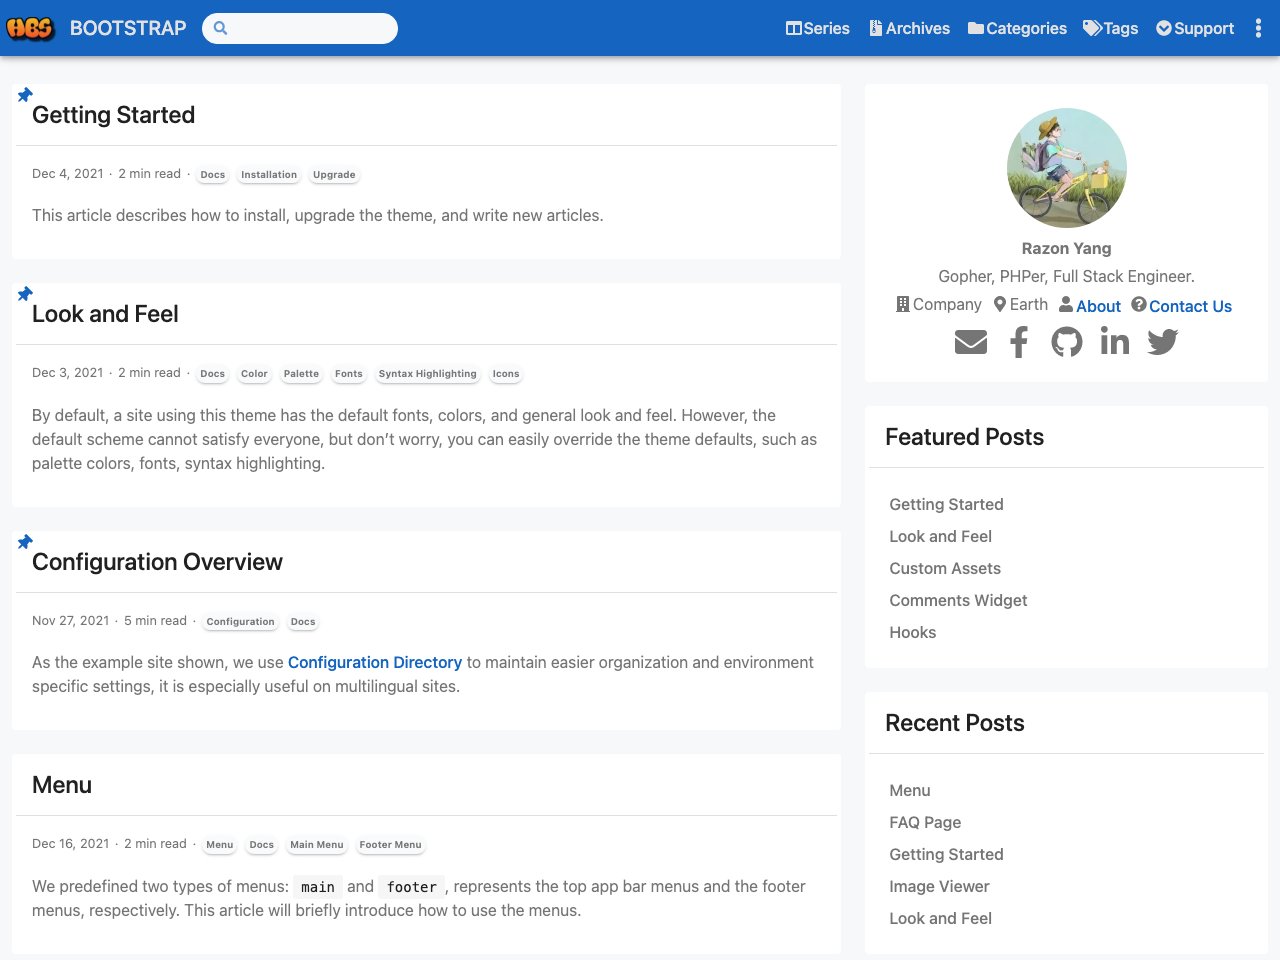 HBS BOOTSTRAP Series Archives Categories Tags Support
Getting Started
Dec 4, 2021 · 2 min read · Docs Installation Upgrade
This article describes how to install, upgrade the theme, and write new articles.
Look and Feel
Dec 3, 2021 · 2 min read · Docs Color Palette Fonts Syntax Highlighting Icons
By default, a site using this theme has the default fonts, colors, and general look and feel. However, the
default scheme cannot satisfy everyone, but don’t worry, you can easily override the theme defaults, such as
palette colors, fonts, syntax highlighting.
Configuration Overview
Nov 27, 2021 · 5 min read · Configuration Docs
As the example site shown, we use Configuration Directory to maintain easier organization and environment
specific settings, it is especially useful on multilingual sites.
Menu
Dec 16, 2021 · 2 min read · Menu Docs Main Menu Footer Menu
We predefined two types of menus: main and footer, represents the top app bar menus and the footer
menus, respectively. This article will briefly introduce how to use the menus.
Razon Yang
Gopher, PHPer, Full Stack Engineer.
Company Earth About Contact Us
Featured Posts
Getting Started
Look and Feel
Custom Assets
Comments Widget
Hooks
Recent Posts
Menu
FAQ Page
Getting Started
Image Viewer
Look and Feel